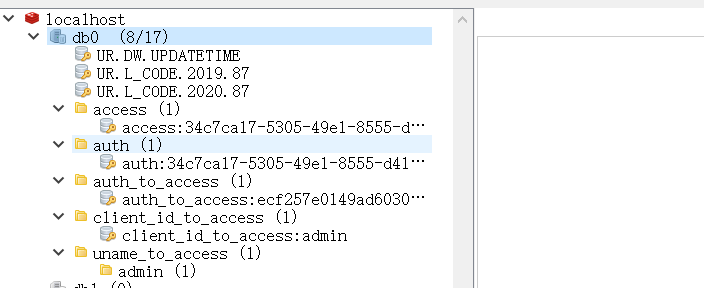 localhost
db0 (8/17)
UR.DW.UPDATETIME
UR.L_CODE.2019.87
UR.L_CODE.2020.87
access (1)
access:34c7ca17-5305-49e1-8555-d…
auth (1)
auth:34c7ca17-5305-49e1-8555-d41…
auth_to_access (1)
auth_to_access:ecf257e0149ad6030…
client_id_to_access (1)
client_id_to_access:admin
uname_to_access (1)
admin (1)
db1 (0)